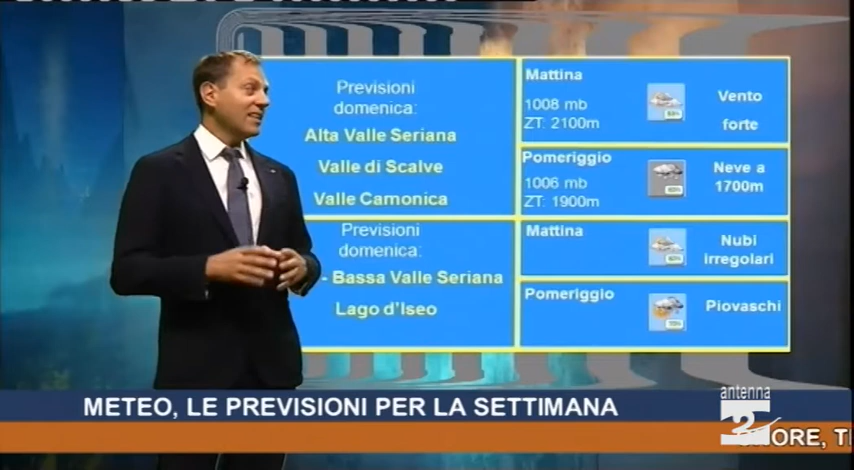 Previsioni
domenica:
Alta Valle Seriana
Valle di Scalve
Valle Camonica
Mattina
1008 mb
ZT: 2100m
Vento
forte
Pomeriggio
1006 mb
ZT: 1900m
Neve a
1700m
Previsioni
domenica:
- Bassa Valle Seriana
Lago d'Iseo
Mattina
Nubi
irregolari
Pomeriggio
Piovaschi
METEO, LE PREVISIONI PER LA SETTIMANA
antenna
2